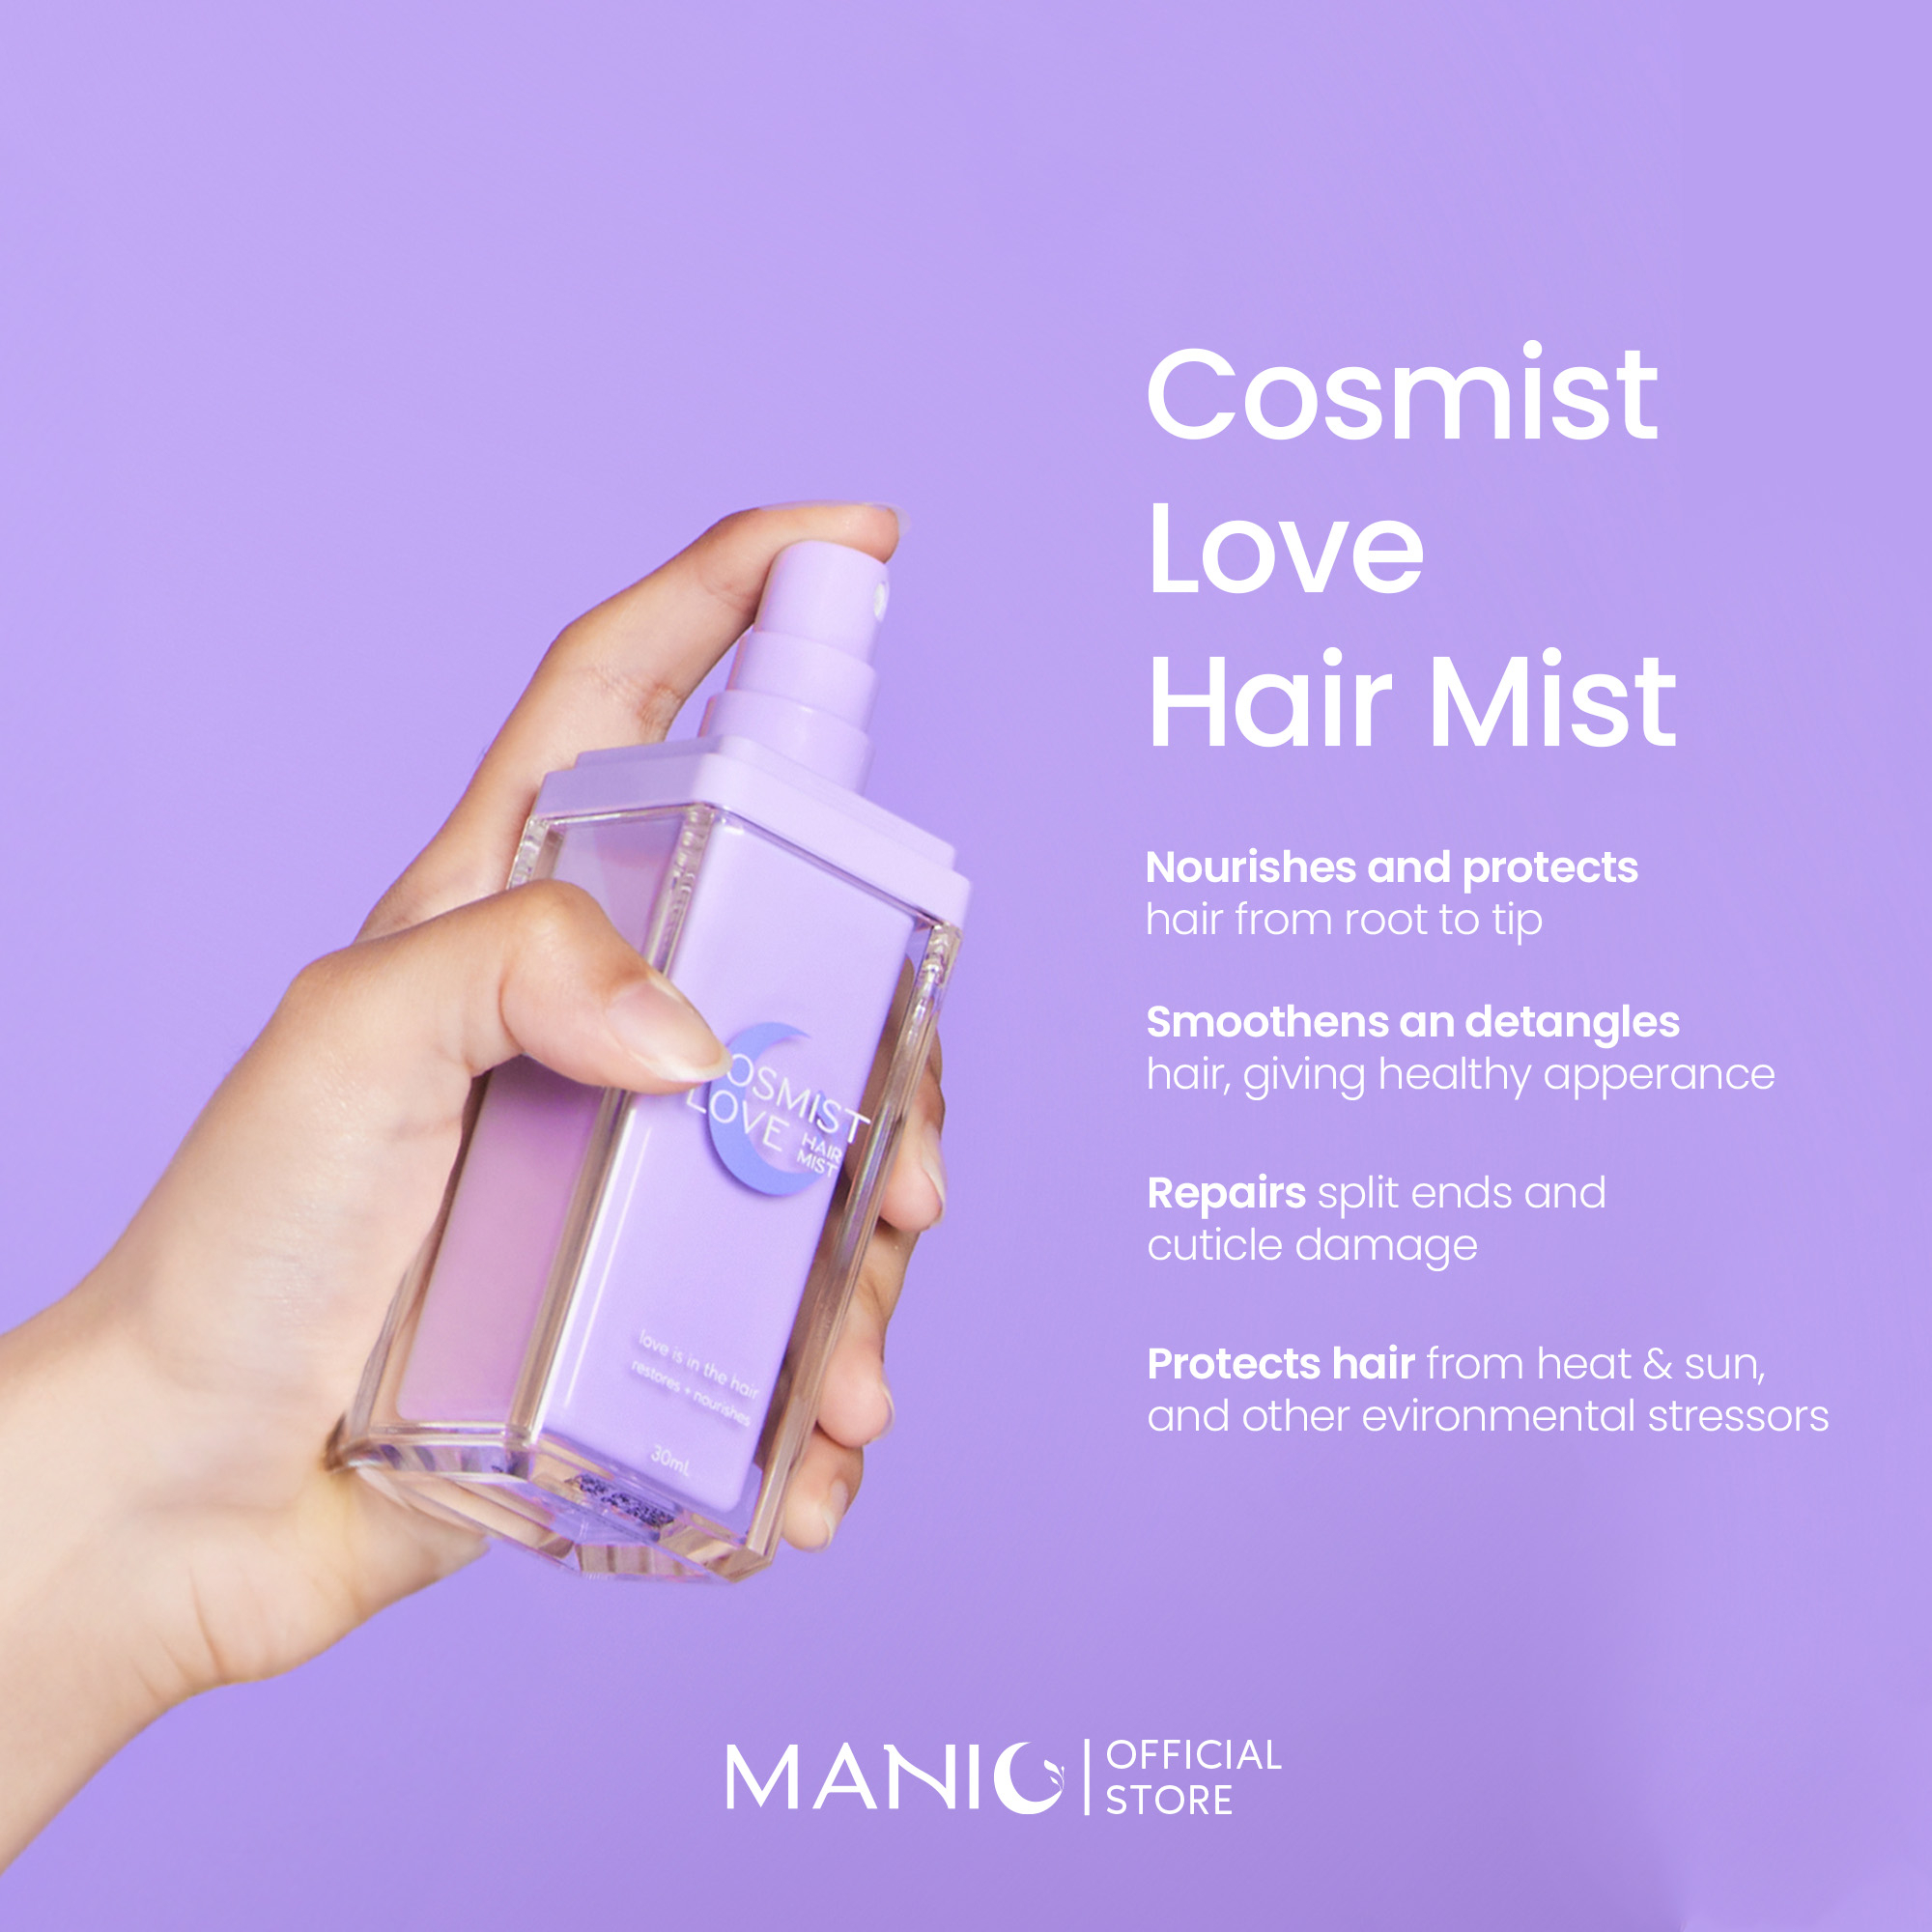 Cosmist
Love
Hair Mist
Nourishes and protects
hair from root to tip
Smoothens an detangles
hair, giving healthy apperance
Repairs split ends and
cuticle damage
Protects hair from heat & sun,
and other evironmental stressors
OSMIST
LOVE HAIR
MIST
love is in the hair
restores + nourishes
30mL
MANIC
OFFICIAL
STORE